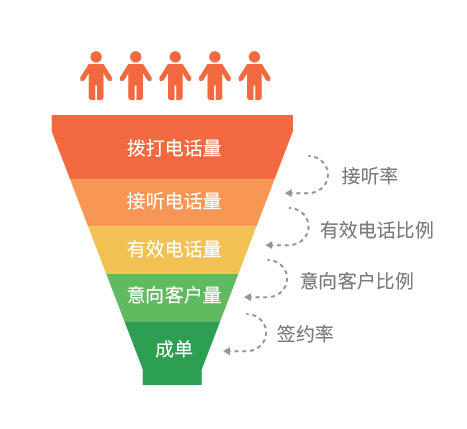 拨打电话量
接听率
接听电话量
有效电话比例
有效电话量
意向客户比例
意向客户量
签约率
成单